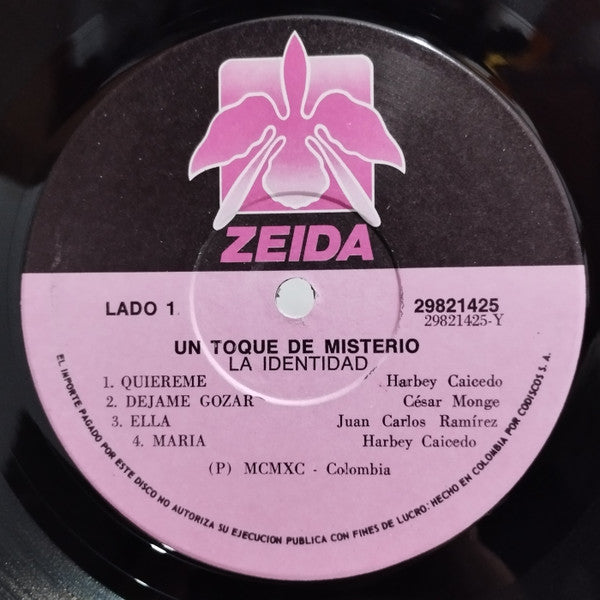 ZEIDA
LADO 1
29821425
29821425-Y
UN TOQUE DE MISTERIO
LA IDENTIDAD
1. QUIEREME Harbey Caicedo
2. DEJAME GOZAR César Monge
3. ELLA Juan Carlos Ramírez
4. MARIA Harbey Caicedo
(P) MCMXC - Colombia
EL IMPORTE PAGADO POR ESTE DISCO NO AUTORIZA SU EJECUCION PUBLICA CON FINES DE LUCRO: HECHO EN COLOMBIA POR CODISCOS S. A.